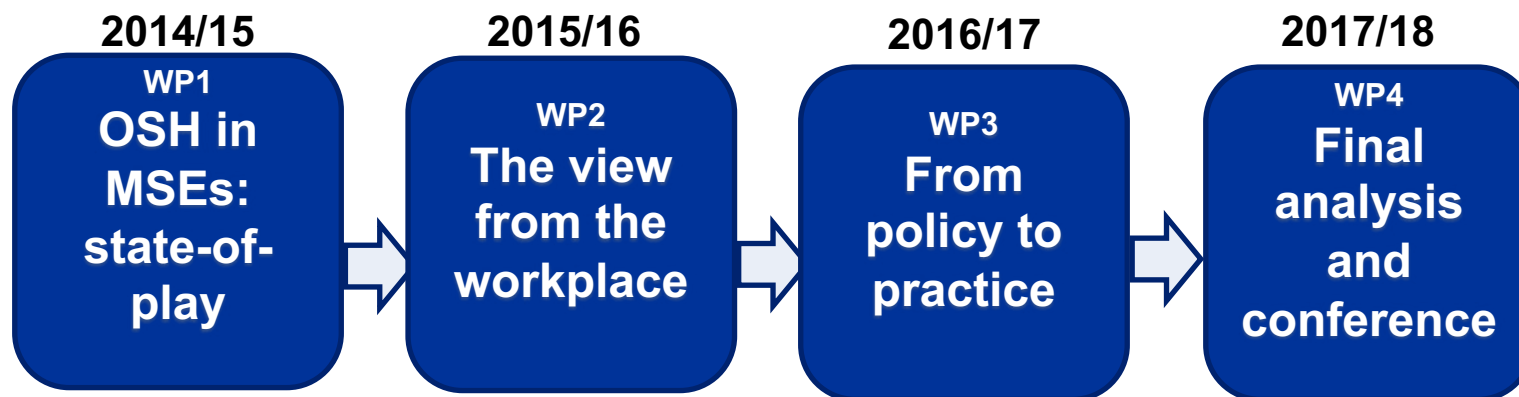 2014/15
WP1
OSH in
MSEs:
state-of-
play
2015/16
WP2
The view
from the
workplace
2016/17
WP3
From
policy to
practice
2017/18
WP4
Final
analysis
and
conference